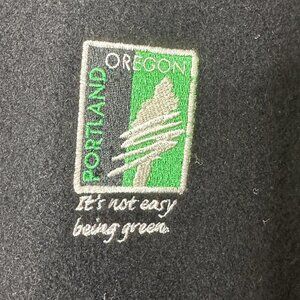 PORTLAND
OREGON
It's not easy
being green.